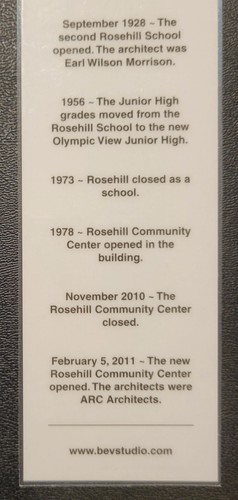 September 1928 ~ The
second Rosehill School
opened. The architect was
Earl Wilson Morrison.
1956 ~ The Junior High
grades moved from the
Rosehill School to the new
Olympic View Junior High.
1973 ~ Rosehill closed as a
school.
1978 ~ Rosehill Community
Center opened in the
building.
November 2010 ~ The
Rosehill Community Center
closed.
February 5, 2011 ~ The new
Rosehill Community Center
opened. The architects were
ARC Architects.
www.bevstudio.com